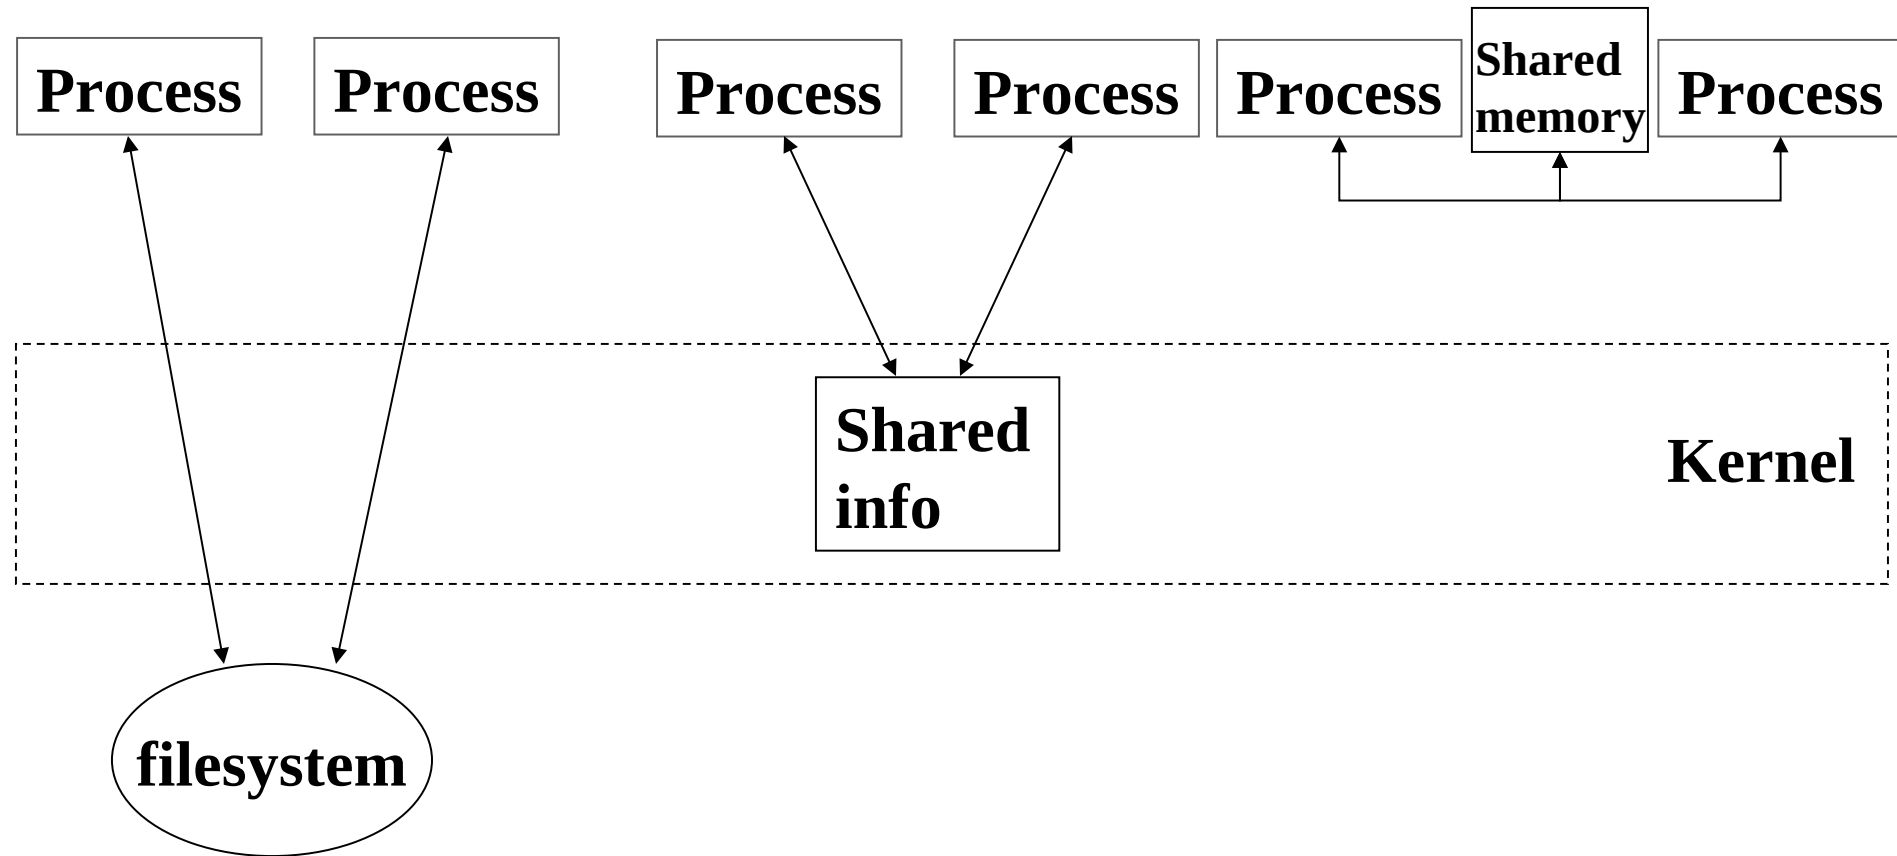 Process
Process
Process
Process
Process
Shared
memory
Process
Shared
info
Kernel
filesystem